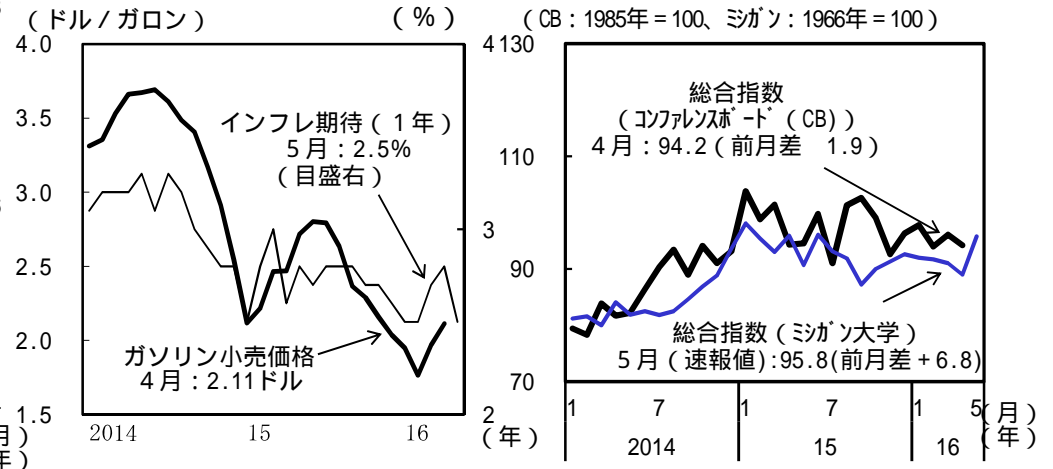 （ドル／ガロン）
（％）
4.0
3.5
3.0
2.5
2.0
1.5
4
3
2
インフレ期待（１年）
５月：2.5%
（目盛右）
ガソリン小売価格
４月：2.11ドル
2014
15
16
（年）
月）
年）
（CB：1985年＝100、ﾐｼｶﾞﾝ：1966年＝100）
130
110
90
70
総合指数
（ｺﾝﾌｧﾚﾝｽﾎﾞｰﾄﾞ（CB)）
４月：94.2（前月差　1.9）
総合指数（ﾐｼｶﾞﾝ大学）
５月（速報値）:95.8(前月差＋6.8)
1
7
1
7
1
5
（月）
2014
15
16
（年）